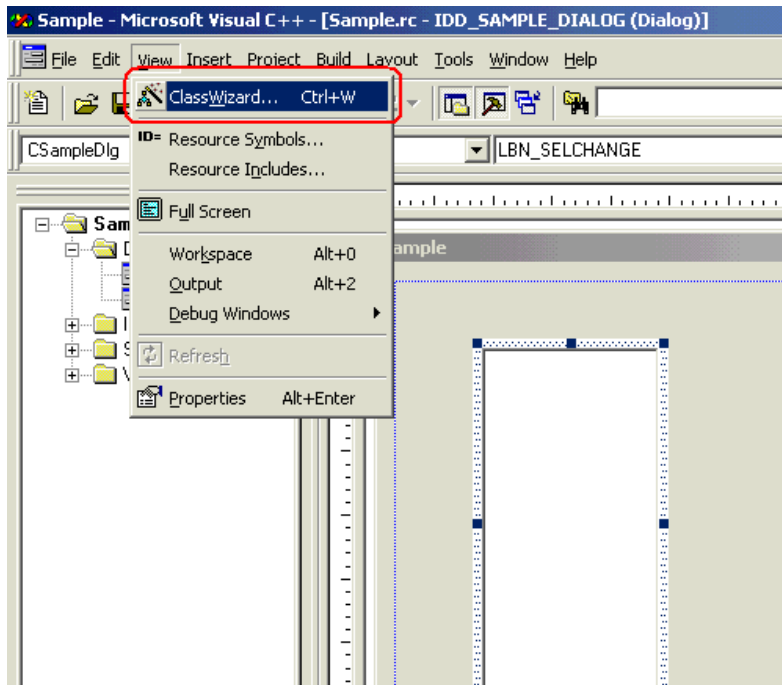 Sample - Microsoft Visual C++ - [Sample.rc - IDD_SAMPLE_DIALOG (Dialog)]
File Edit View Insert Project Build Layout Tools Window Help
ClassWizard... Ctrl+W
CSampleDlg LBN_SELCHANGE
ID= Resource Symbols...
Resource Includes...
Full Screen
Workspace Alt+0
Output Alt+2
Debug Windows
Refresh
Properties Alt+Enter